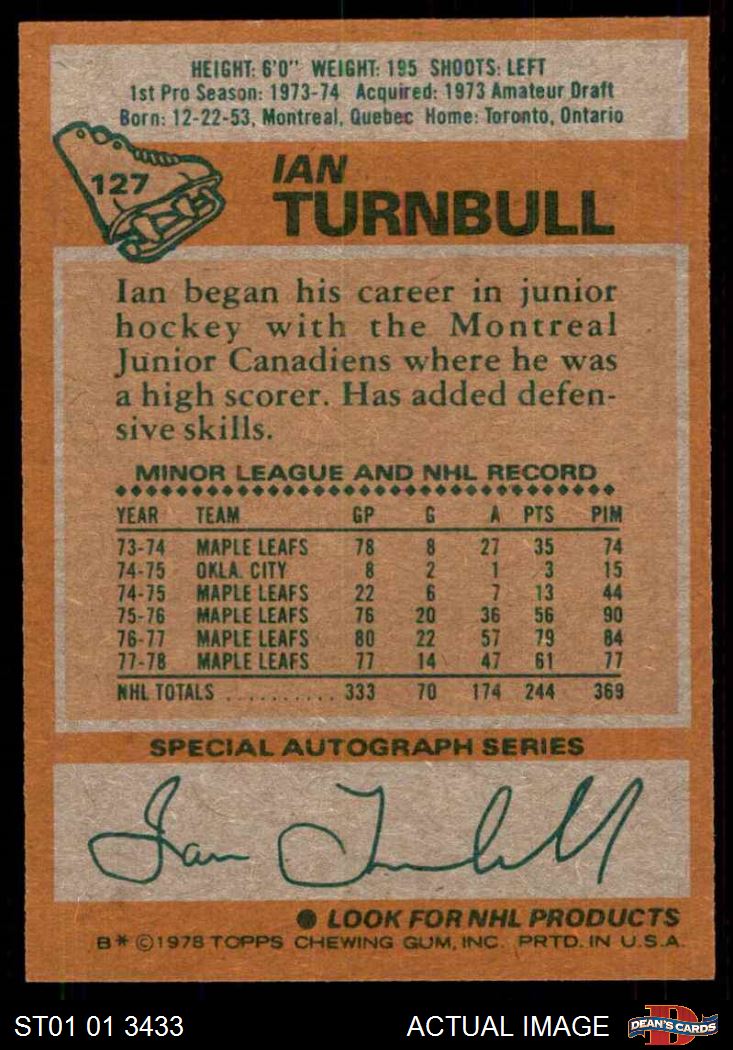 HEIGHT: 6'0" WEIGHT: 195 SHOOTS: LEFT
1st Pro Season: 1973-74 Acquired: 1973 Amateur Draft
Born: 12-22-53, Montreal, Quebec Home: Toronto, Ontario
127
IAN
TURNBULL
Ian began his career in junior
hockey with the Montreal
Junior Canadiens where he was
a high scorer. Has added defen-
sive skills.
MINOR LEAGUE AND NHL RECORD
YEAR TEAM GP G A PTS PIM
73-74 MAPLE LEAFS 78 8 27 35 74
74-75 OKLA. CITY 8 2 1 3 15
74-75 MAPLE LEAFS 22 6 7 13 44
75-76 MAPLE LEAFS 76 20 36 56 90
76-77 MAPLE LEAFS 80 22 57 79 84
77-78 MAPLE LEAFS 77 14 47 61 77
NHL TOTALS .......... 333 70 174 244 369
SPECIAL AUTOGRAPH SERIES
Ian Turnbull
● LOOK FOR NHL PRODUCTS
B* ©1978 TOPPS CHEWING GUM, INC. PRTD. IN U.S.A.
ST01 01 3433 ACTUAL IMAGE
D
DEAN'S CARDS